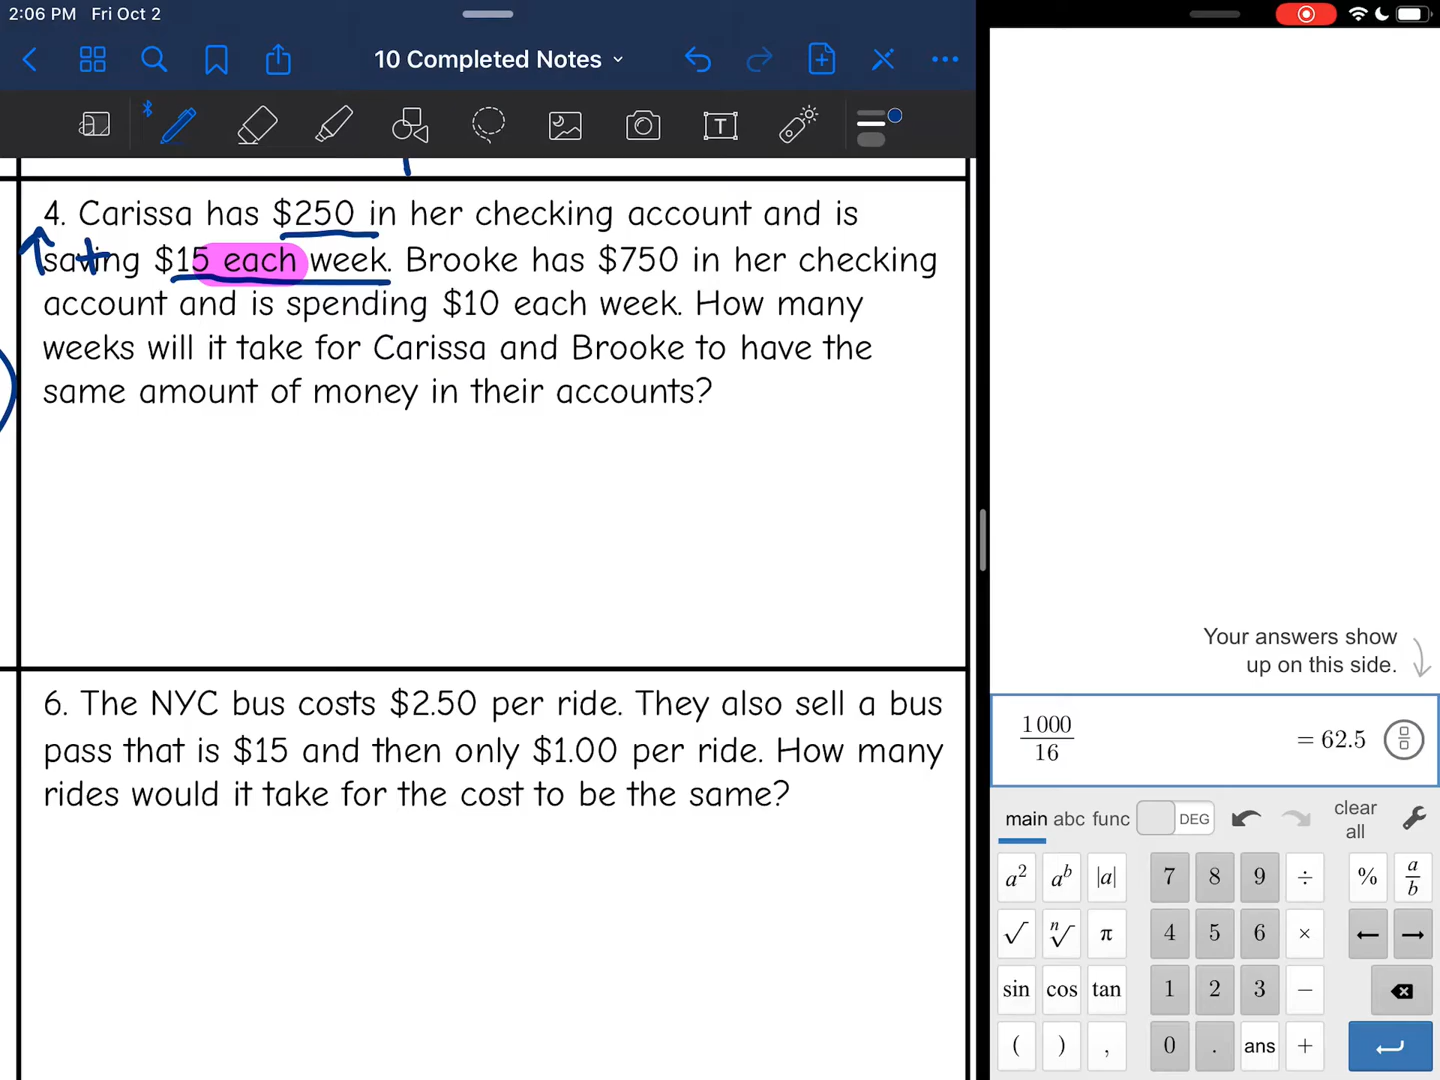 2:06 PM Fri Oct 2
10 Completed Notes
T
4. Carissa has $250 in her checking account and is
saving $15 each week. Brooke has $750 in her checking
account and is spending $10 each week. How many
weeks will it take for Carissa and Brooke to have the
same amount of money in their accounts?
+
6. The NYC bus costs $2.50 per ride. They also sell a bus
pass that is $15 and then only $1.00 per ride. How many
rides would it take for the cost to be the same?
Your answers show
up on this side.
1000/16 = 62.5
main abc func DEG clear all
a² aᵇ |a| 7 8 9 ÷ % a/b
√ ⁿ√ π 4 5 6 × ← →
sin cos tan 1 2 3 −
( ) , 0 . ans +